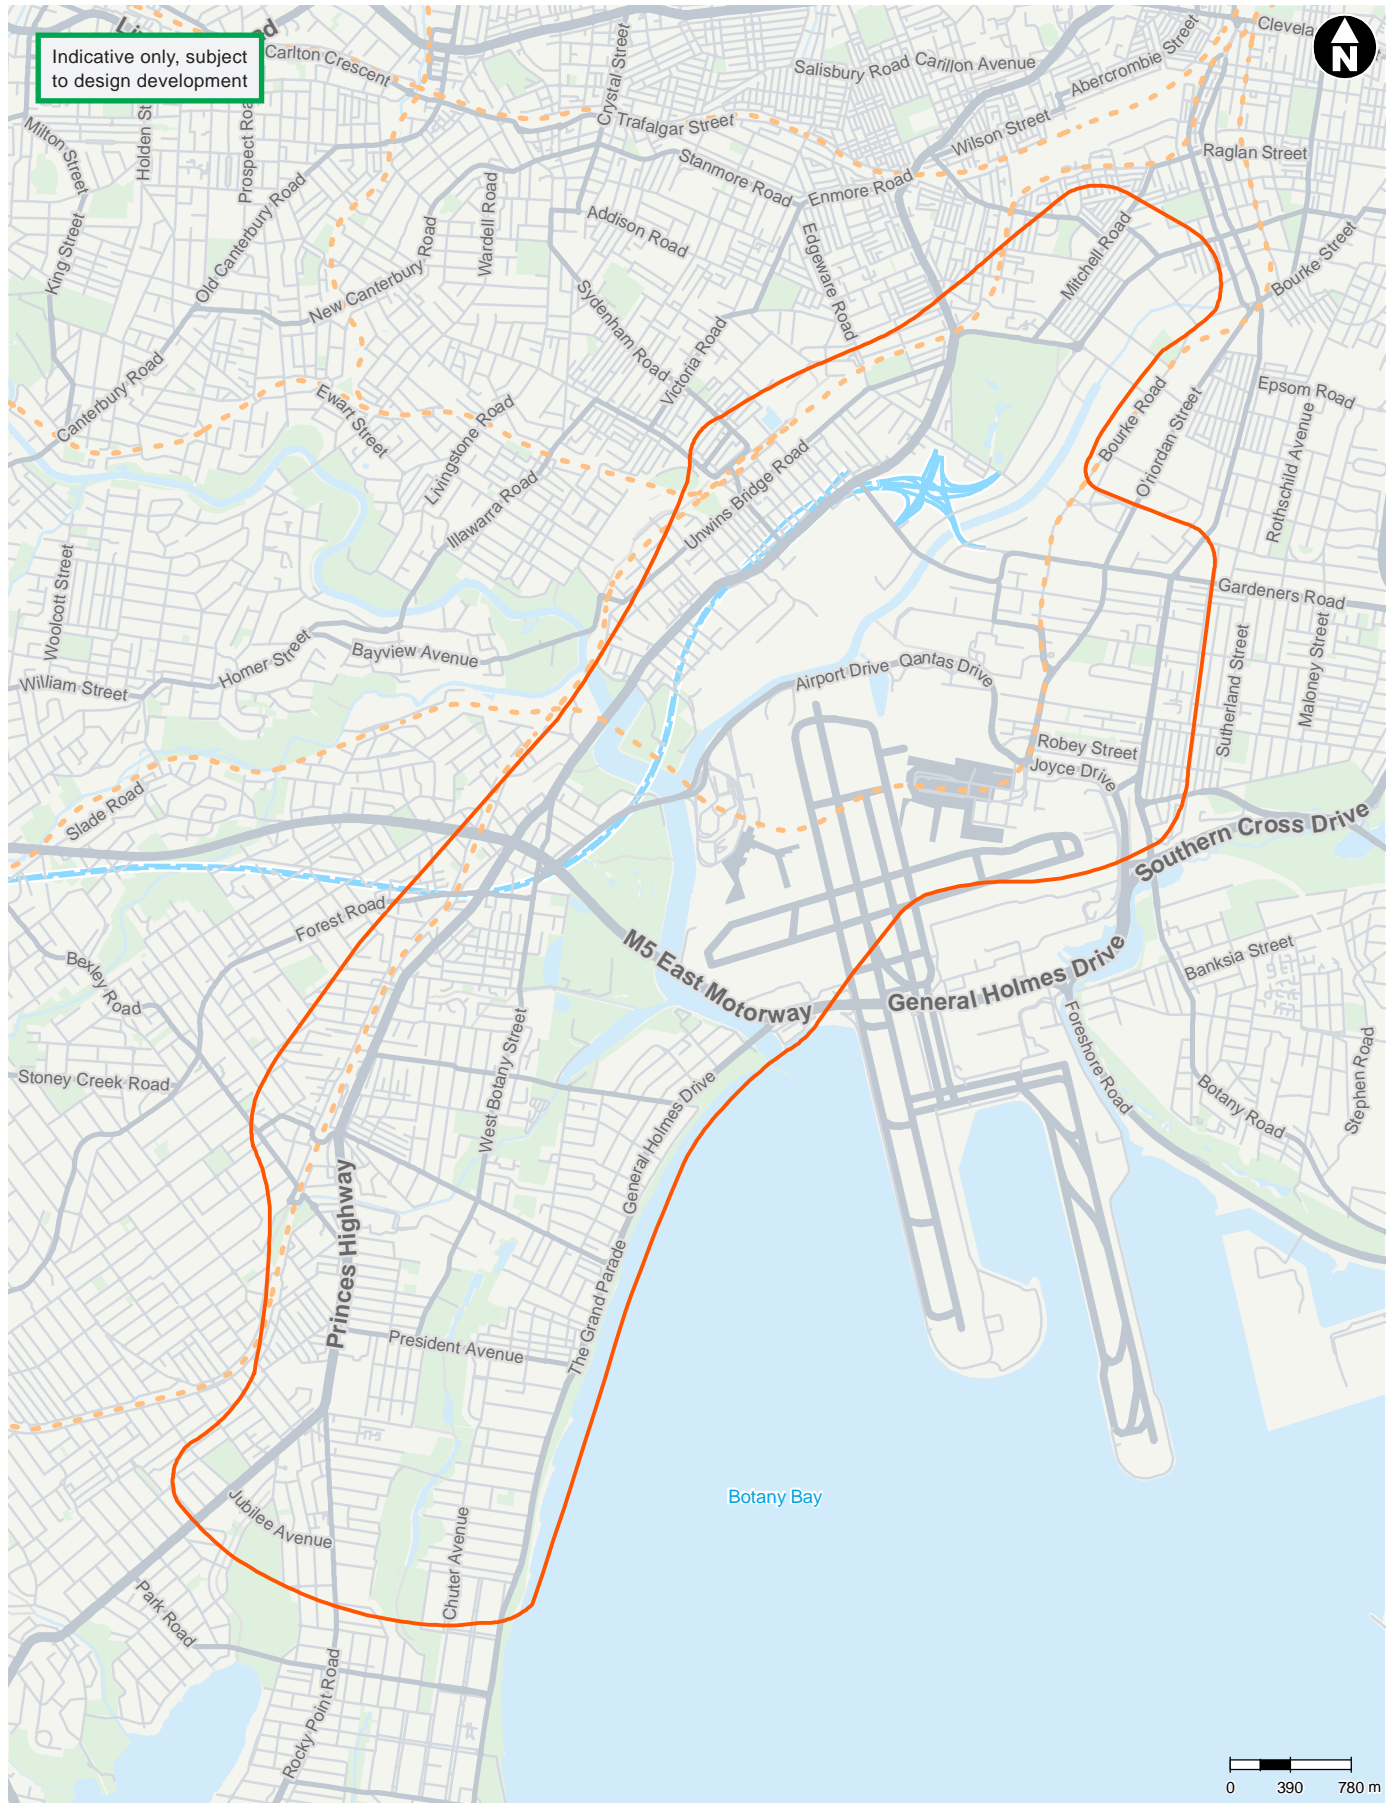 Indicative only, subject
to design development
Carlton Crescent
Crystal Street
Salisbury Road
Carillon Avenue
Abercrombie Street
N
Milton Street
Trafalgar Street
Wilson Street
Raglan Street
Stanmore Road
Enmore Road
Old Canterbury Road
Wardell Road
Addison Road
Edgeware Road
Mitchell Road
Bourke Street
King Street
New Canterbury Road
Sydenham Road
Victoria Road
Canterbury Road
Ewart Street
Livingstone Road
Epsom Road
Bourke Road
O'riordan Street
Rothschild Avenue
Illawarra Road
Unwins Bridge Road
Woolcott Street
Gardeners Road
Homer Street
Bayview Avenue
William Street
Airport Drive
Qantas Drive
Sutherland Street
Maloney Street
Robey Street
Joyce Drive
Slade Road
Southern Cross Drive
Forest Road
M5 East Motorway
General Holmes Drive
Banksia Street
Bexley Road
Stoney Creek Road
West Botany Street
General Holmes Drive
Foreshore Road
Botany Road
Stephen Road
Princes Highway
The Grand Parade
President Avenue
Botany Bay
Jubilee Avenue
Chuter Avenue
Park Road
Rocky Point Road
0 390 780 m